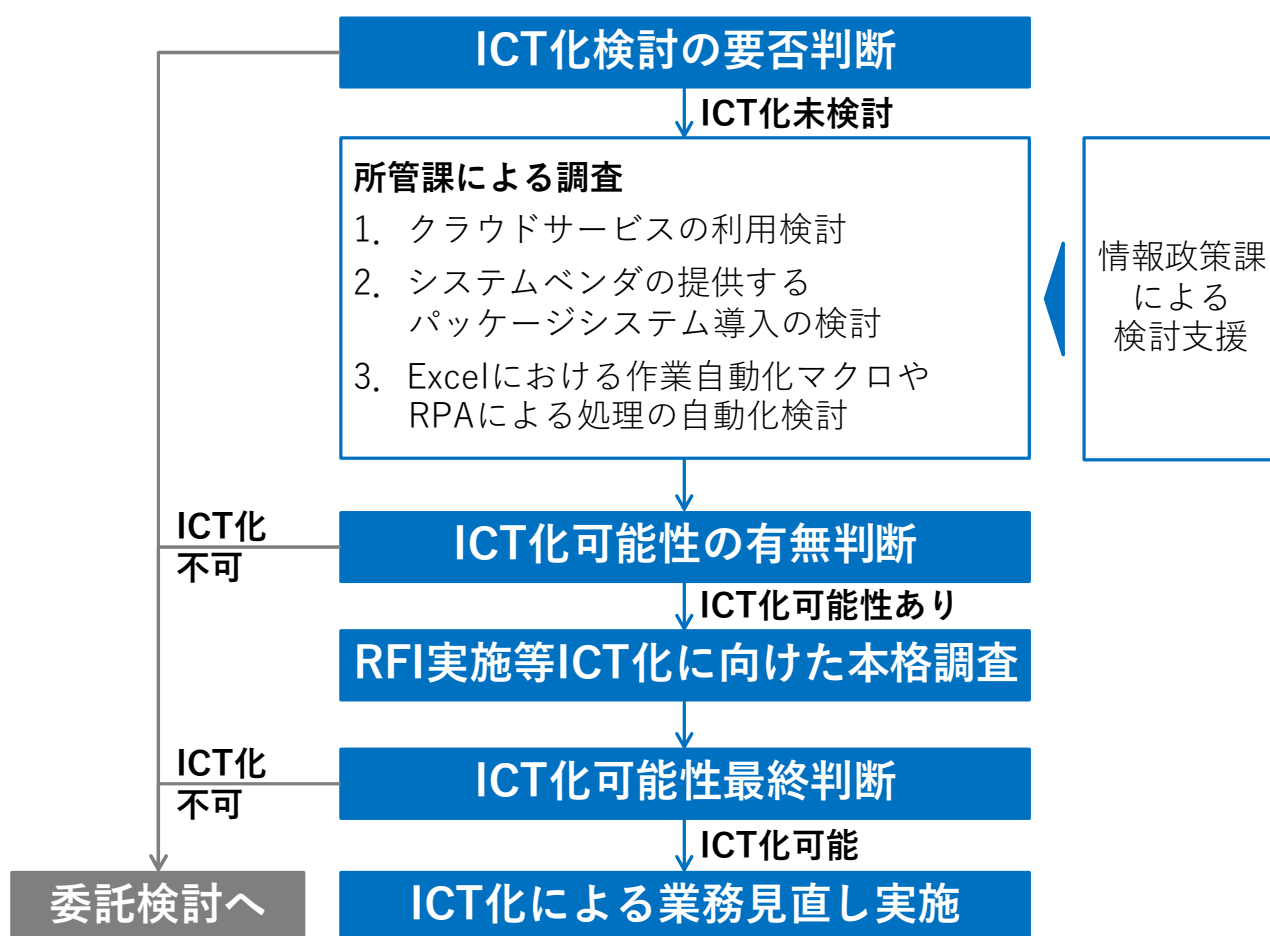 ICT化検討の要否判断
ICT化未検討
所管課による調査
1. クラウドサービスの利用検討
2. システムベンダの提供する
パッケージシステム導入の検討
3. Excelにおける作業自動化マクロや
RPAによる処理の自動化検討
情報政策課
による
検討支援
ICT化
不可
ICT化可能性の有無判断
ICT化可能性あり
RFI実施等ICT化に向けた本格調査
ICT化
不可
ICT化可能性最終判断
ICT化可能
委託検討へ
ICT化による業務見直し実施